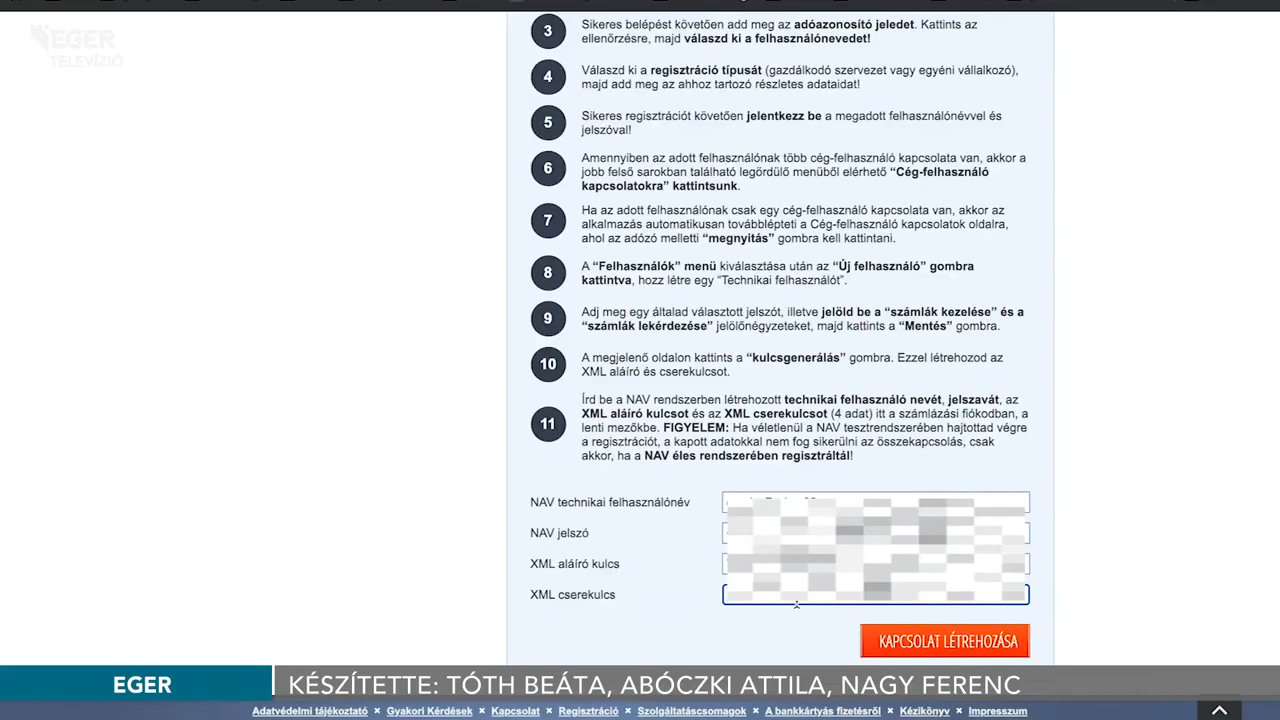 EGER
TELEVÍZIÓ
3
Sikeres belépést követően add meg az adóazonosító jeledet. Kattints az
ellenőrzésre, majd válaszd ki a felhasználónevedet!
4
Válaszd ki a regisztráció típusát (gazdálkodó szervezet vagy egyéni vállalkozó),
majd add meg az ahhoz tartozó részletes adataidat!
5
Sikeres regisztrációt követően jelentkezz be a megadott felhasználónévvel és
jelszóval!
6
Amennyiben az adott felhasználónak több cég-felhasználó kapcsolata van, akkor a
jobb felső sarokban található legördülő menüből elérhető “Cég-felhasználó
kapcsolatokra” kattintsunk.
7
Ha az adott felhasználónak csak egy cég-felhasználó kapcsolata van, akkor az
alkalmazás automatikusan továbblépteti a Cég-felhasználó kapcsolatok oldalra,
ahol az adózó melletti “megnyitás” gombra kell kattintani.
8
A “Felhasználók” menü kiválasztása után az “Új felhasználó” gombra
kattintva, hozz létre egy “Technikai felhasználót”.
9
Adj meg egy általad választott jelszót, illetve jelöld be a “számlák kezelése” és a
“számlák lekérdezése” jelölőnégyzeteket, majd kattints a “Mentés” gombra.
10
A megjelenő oldalon kattints a “kulcsgenerálás” gombra. Ezzel létrehozod az
XML aláíró és cserekulcsot.
11
Írd be a NAV rendszerben létrehozott technikai felhasználó nevét, jelszavát, az
XML aláíró kulcsot és az XML cserekulcsot (4 adat) itt a számlázási fiókodban, a
lenti mezőkbe. FIGYELEM: Ha véletlenül a NAV tesztrendszerében hajtottad végre
a regisztrációt, a kapott adatokkal nem fog sikerülni az összekapcsolás, csak
akkor, ha a NAV éles rendszerében regisztráltál!
NAV technikai felhasználónév
NAV jelszó
XML aláíró kulcs
XML cserekulcs
KAPCSOLAT LÉTREHOZÁSA
EGER
KÉSZÍTETTE: TÓTH BEÁTA, ABÓCZKI ATTILA, NAGY FERENC
Adatvédelmi tájékoztató × Gyakori Kérdések × Kapcsolat × Regisztráció × Szolgáltatáscsomagok × A bankkártyás fizetésről × Kézikönyv × Impresszum